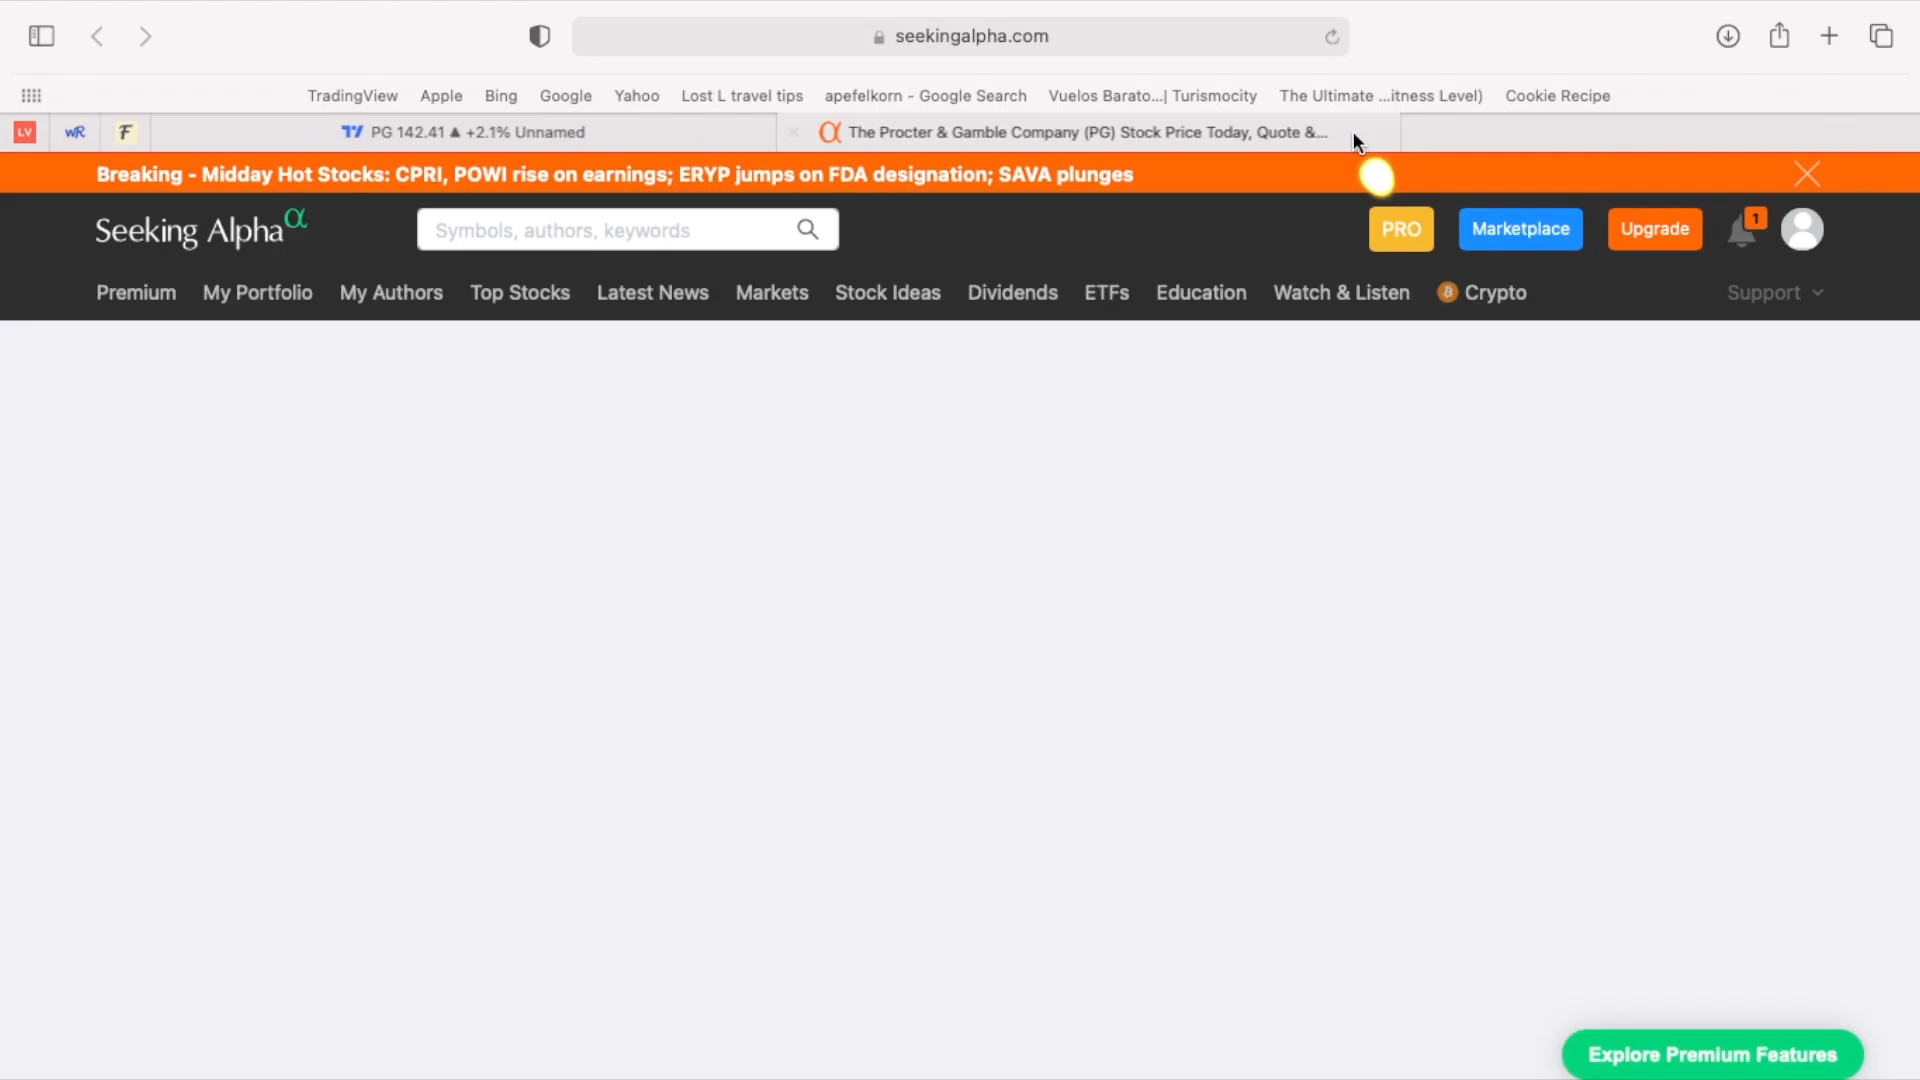 seekingalpha.com
TradingView Apple Bing Google Yahoo Lost L travel tips apefelkorn - Google Search Vuelos Barato...| Turismocity The Ultimate ...itness Level) Cookie Recipe
LV wR F PG 142.41 ▲ +2.1% Unnamed The Procter & Gamble Company (PG) Stock Price Today, Quote &...
Breaking - Midday Hot Stocks: CPRI, POWI rise on earnings; ERYP jumps on FDA designation; SAVA plunges
Seeking Alpha α Symbols, authors, keywords PRO Marketplace Upgrade 1
Premium My Portfolio My Authors Top Stocks Latest News Markets Stock Ideas Dividends ETFs Education Watch & Listen Crypto Support
Explore Premium Features